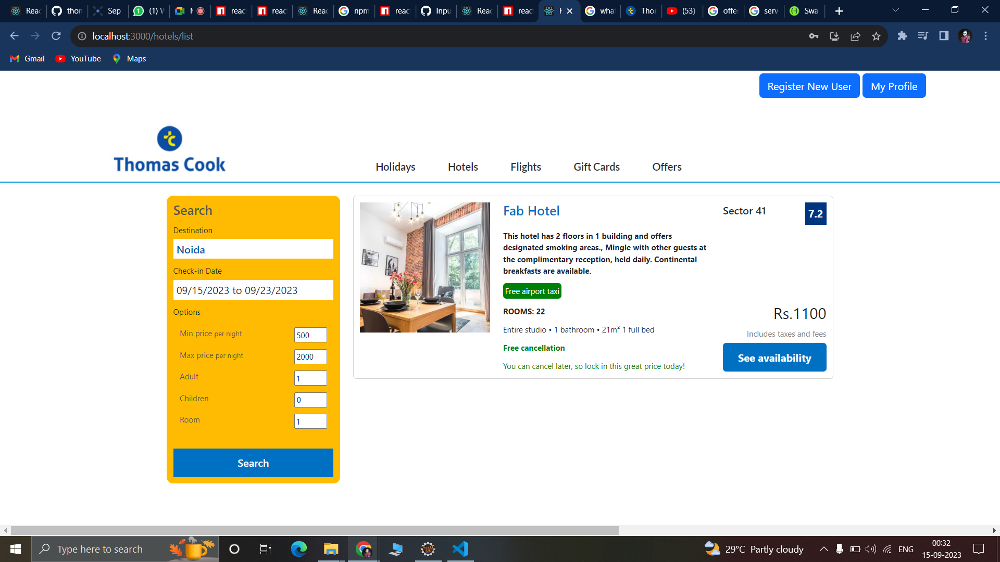 Reac
thom
Sep
(1) W
M
reac
reac
Reac
npm
reac
Inpu
Reac
reac
F
what
Thom
(53)
offer
serv
Swa
localhost:3000/hotels/list
Gmail
YouTube
Maps
Register New User
My Profile
Thomas Cook
Holidays
Hotels
Flights
Gift Cards
Offers
Search
Destination
Noida
Check-in Date
09/15/2023 to 09/23/2023
Options
Min price per night
500
Max price per night
2000
Adult
1
Children
0
Room
1
Search
Fab Hotel
Sector 41
7.2
This hotel has 2 floors in 1 building and offers
designated smoking areas., Mingle with other guests at
the complimentary reception, held daily. Continental
breakfasts are available.
Free airport taxi
ROOMS: 22
Entire studio • 1 bathroom • 21m² 1 full bed
Free cancellation
You can cancel later, so lock in this great price today!
Rs.1100
Includes taxes and fees
See availability
Type here to search
29°C Partly cloudy
ENG
00:32
15-09-2023